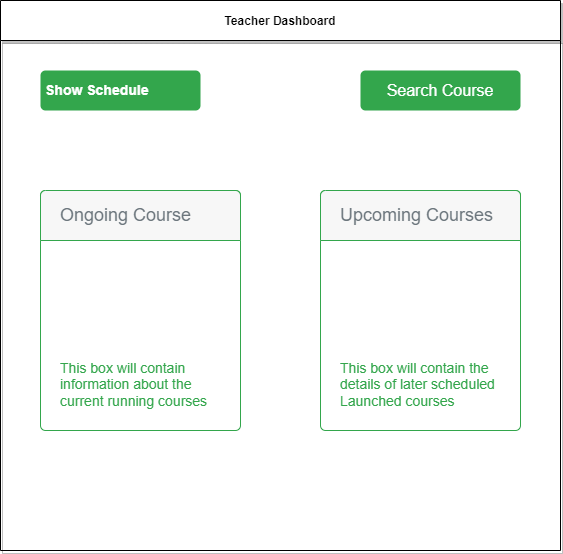 Teacher Dashboard
Show Schedule
Search Course
Ongoing Course
Upcoming Courses
This box will contain
information about the
current running courses
This box will contain the
details of later scheduled
Launched courses